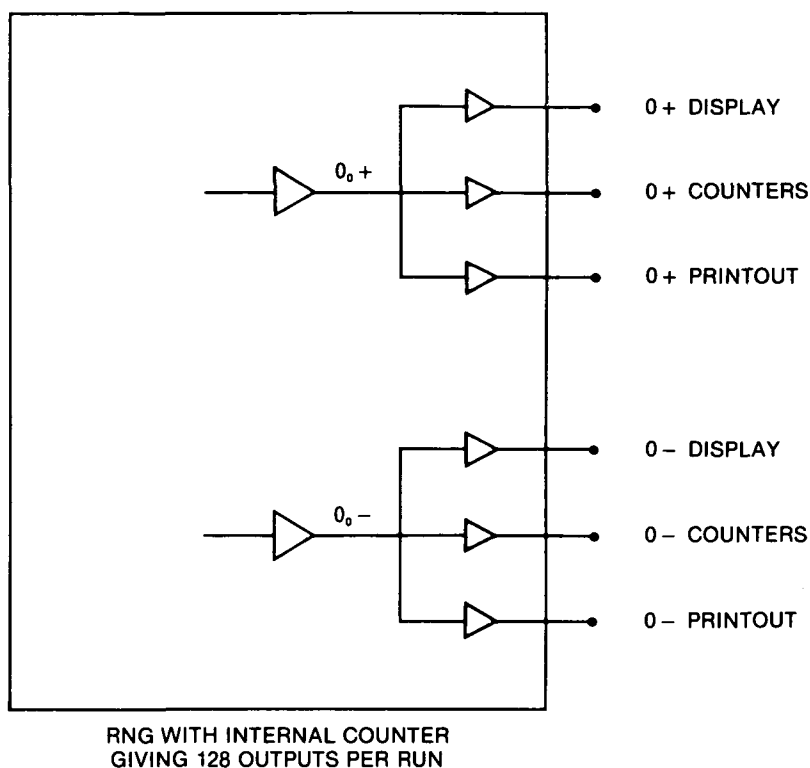 0+ DISPLAY
0₀+
0+ COUNTERS
0+ PRINTOUT
0− DISPLAY
0₀−
0− COUNTERS
0− PRINTOUT
RNG WITH INTERNAL COUNTER
GIVING 128 OUTPUTS PER RUN